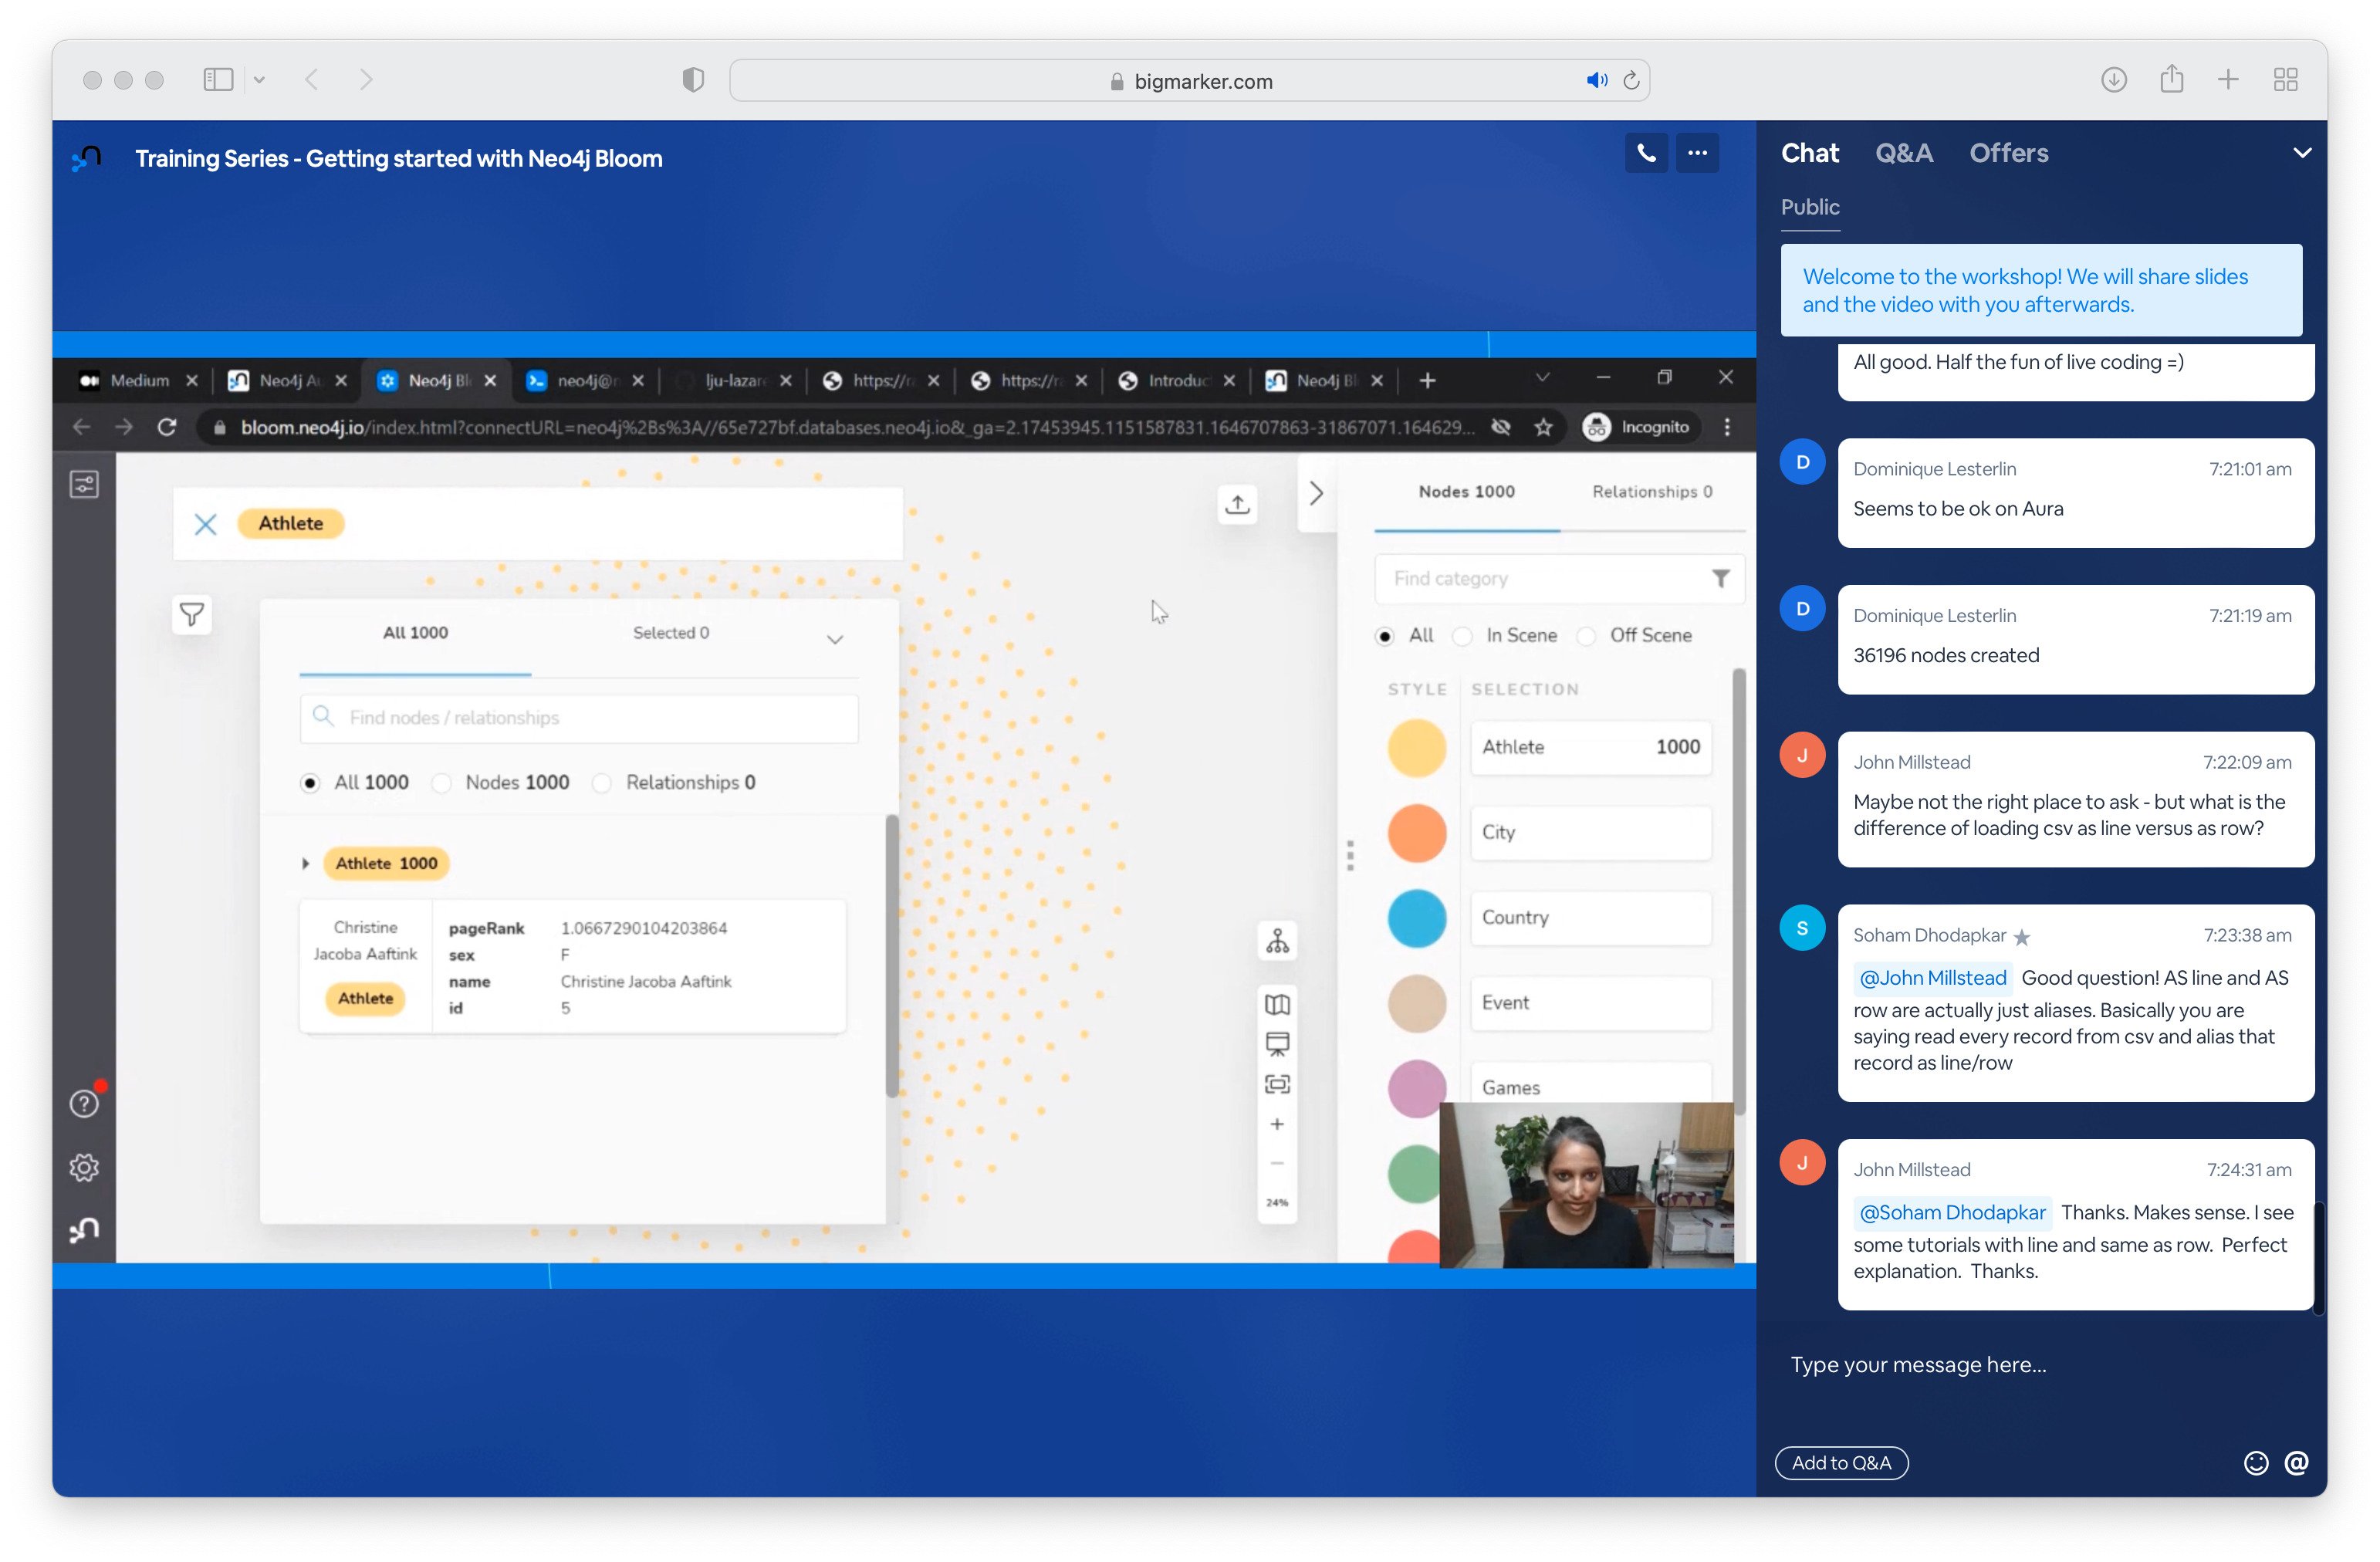 bigmarker.com
Training Series - Getting started with Neo4j Bloom
Medium
Neo4j Au
Neo4j Bl
neo4j@n
lju-lazar
https://r
https://r
Introduc
Neo4j Bl
bloom.neo4j.io/index.html?connectURL=neo4j%2Bs%3A//65e727bf.databases.neo4j.io&_ga=2.17453945.1151587831.1646707863-31867071.164629...
Incognito
Athlete
All 1000
Selected 0
Find nodes / relationships
All 1000
Nodes 1000
Relationships 0
Athlete 1000
Christine
Jacoba Aaftink
Athlete
pageRank 1.0667290104203864
sex F
name Christine Jacoba Aaftink
id 5
24%
Nodes 1000
Relationships 0
Find category
All
In Scene
Off Scene
STYLE
SELECTION
Athlete 1000
City
Country
Event
Games
Chat
Q&A
Offers
Public
Welcome to the workshop! We will share slides
and the video with you afterwards.
All good. Half the fun of live coding =)
D
Dominique Lesterlin 7:21:01 am
Seems to be ok on Aura
D
Dominique Lesterlin 7:21:19 am
36196 nodes created
J
John Millstead 7:22:09 am
Maybe not the right place to ask - but what is the
difference of loading csv as line versus as row?
S
Soham Dhodapkar 7:23:38 am
@John Millstead Good question! AS line and AS
row are actually just aliases. Basically you are
saying read every record from csv and alias that
record as line/row
J
John Millstead 7:24:31 am
@Soham Dhodapkar Thanks. Makes sense. I see
some tutorials with line and same as row. Perfect
explanation. Thanks.
Type your message here...
Add to Q&A